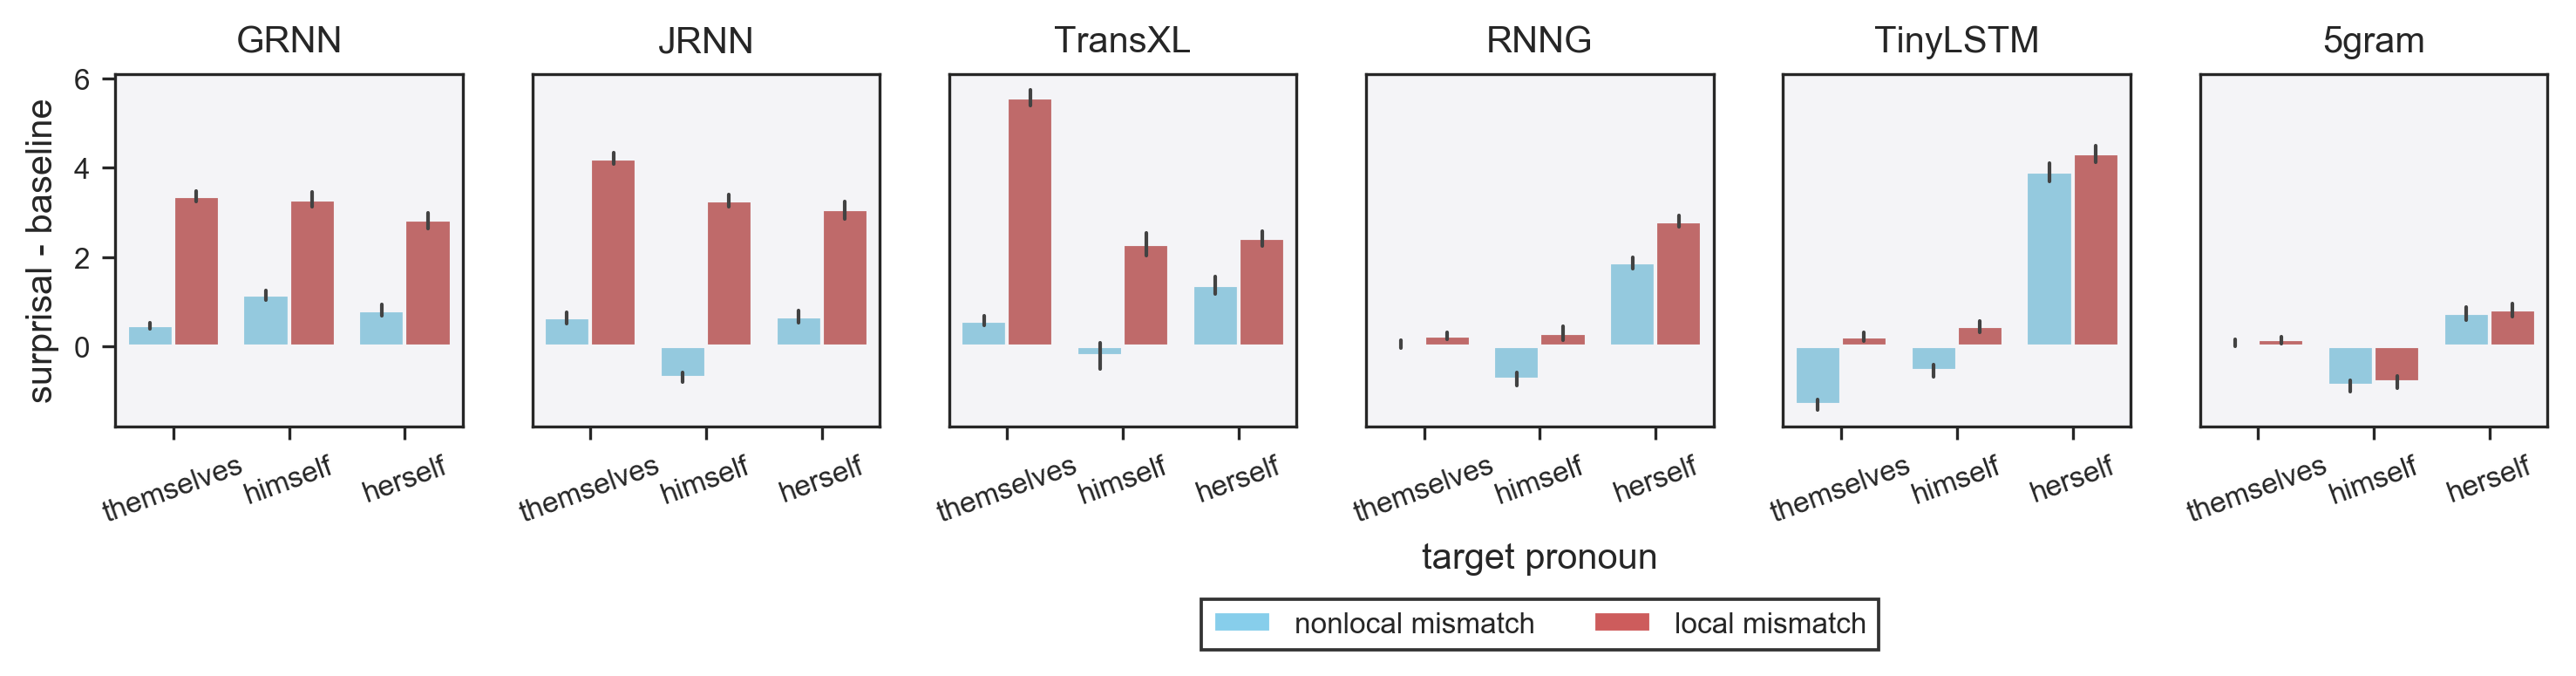 GRNN JRNN TransXL RNNG TinyLSTM 5gram
surprisal - baseline
6
4
2
0
themselves himself herself themselves himself herself themselves himself herself themselves himself herself themselves himself herself themselves himself herself
target pronoun
nonlocal mismatch local mismatch